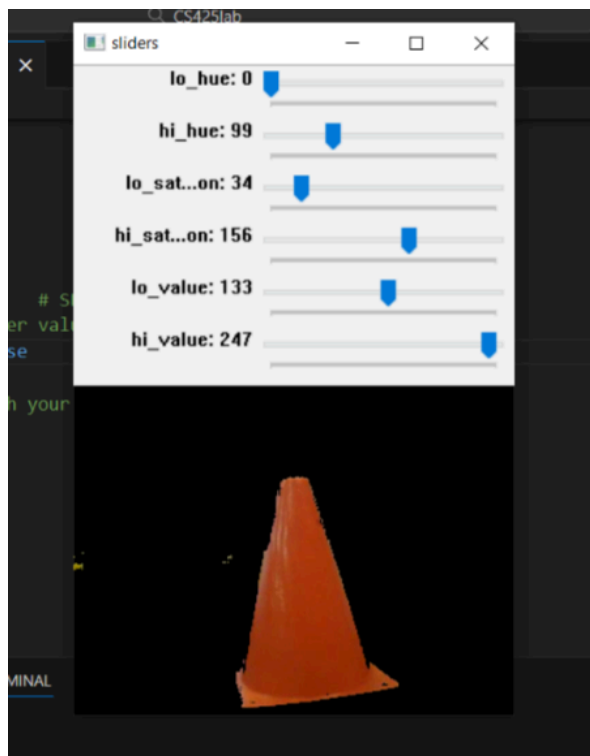 CS425lab
sliders
lo_hue: 0
hi_hue: 99
lo_sat...on: 34
hi_sat...on: 156
lo_value: 133
# S
er val
hi_value: 247
se
h your
MINAL